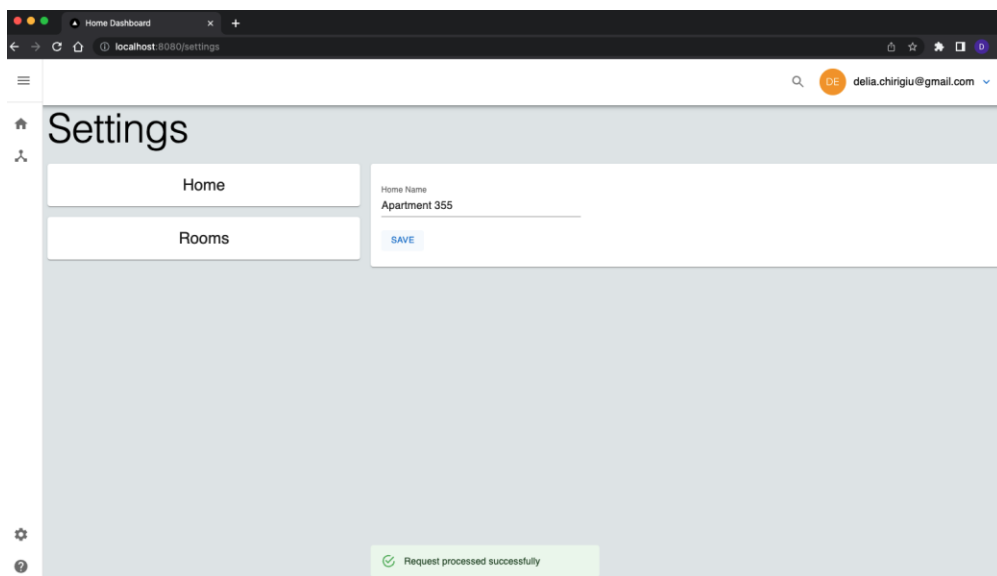 Home Dashboard
localhost:8080/settings
D
DE delia.chirigiu@gmail.com
Settings
Home
Rooms
Home Name
Apartment 355
SAVE
Request processed successfully